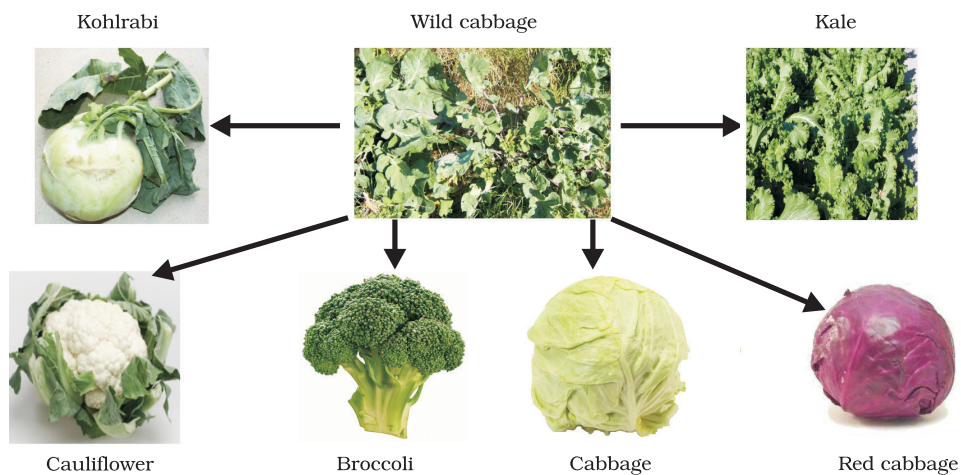 Kohlrabi
Wild cabbage
Kale
Cauliflower
Broccoli
Cabbage
Red cabbage